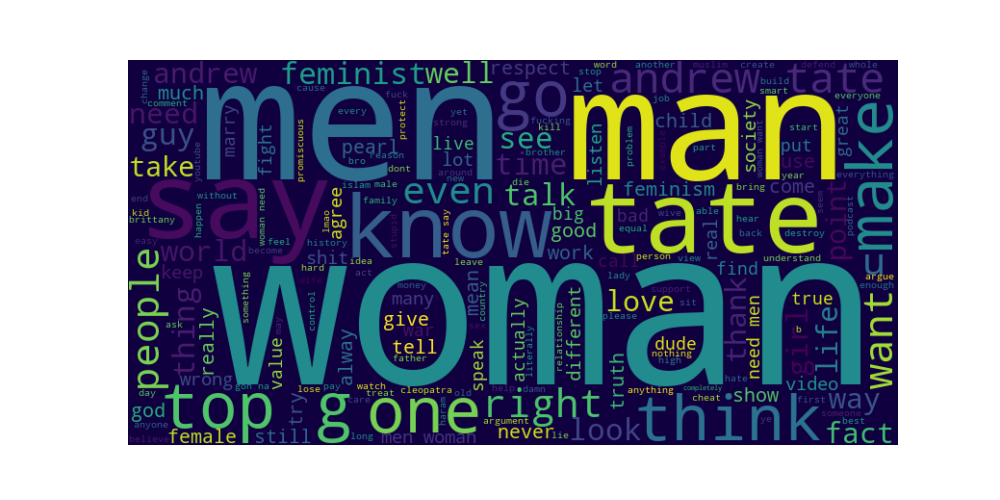 word another muslim create defend whole
andrew feminist well respect let stop andrew tate
change much cause every go build smart everyone
comment men man job
need fuck yet protect great
guy marry fight strong child society start
promiscuous pearl live see listen problem part put make
youtube bro reason lot time use everything
take dont kill brother woman want year
say islam male even new around talk die feminism bring come point
without family agree know big bad wive able tate seem podcast
end happen woman need lmao stupid tate say good equal real hear back destroy
kid brittany feel history work
easy world become shit idea leave call person view understand
keep hard act mean lady find argue
people thing woman support enough
something money many country love sit thank true want
ask really value may control give war actually different please girl life
always tell speak sex literally relationship dude nothing need men b
wrong father high truth hate video
day gon na lose pay watch treat cleopatra old help damn anything completely cheat show first way
god top g try care one haram right think someone
anyone argument look ye best
believe female still long men woman never lie fact